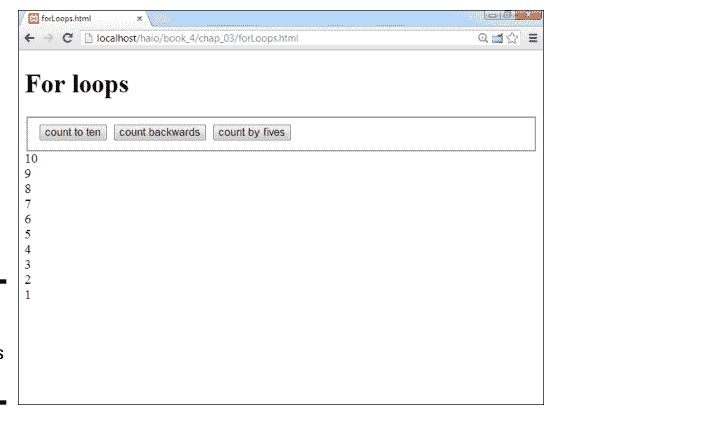 forLoops.html
localhost/haio/book_4/chap_03/forLoops.html
For loops
count to ten count backwards count by fives
10
9
8
7
6
5
4
3
2
1
s